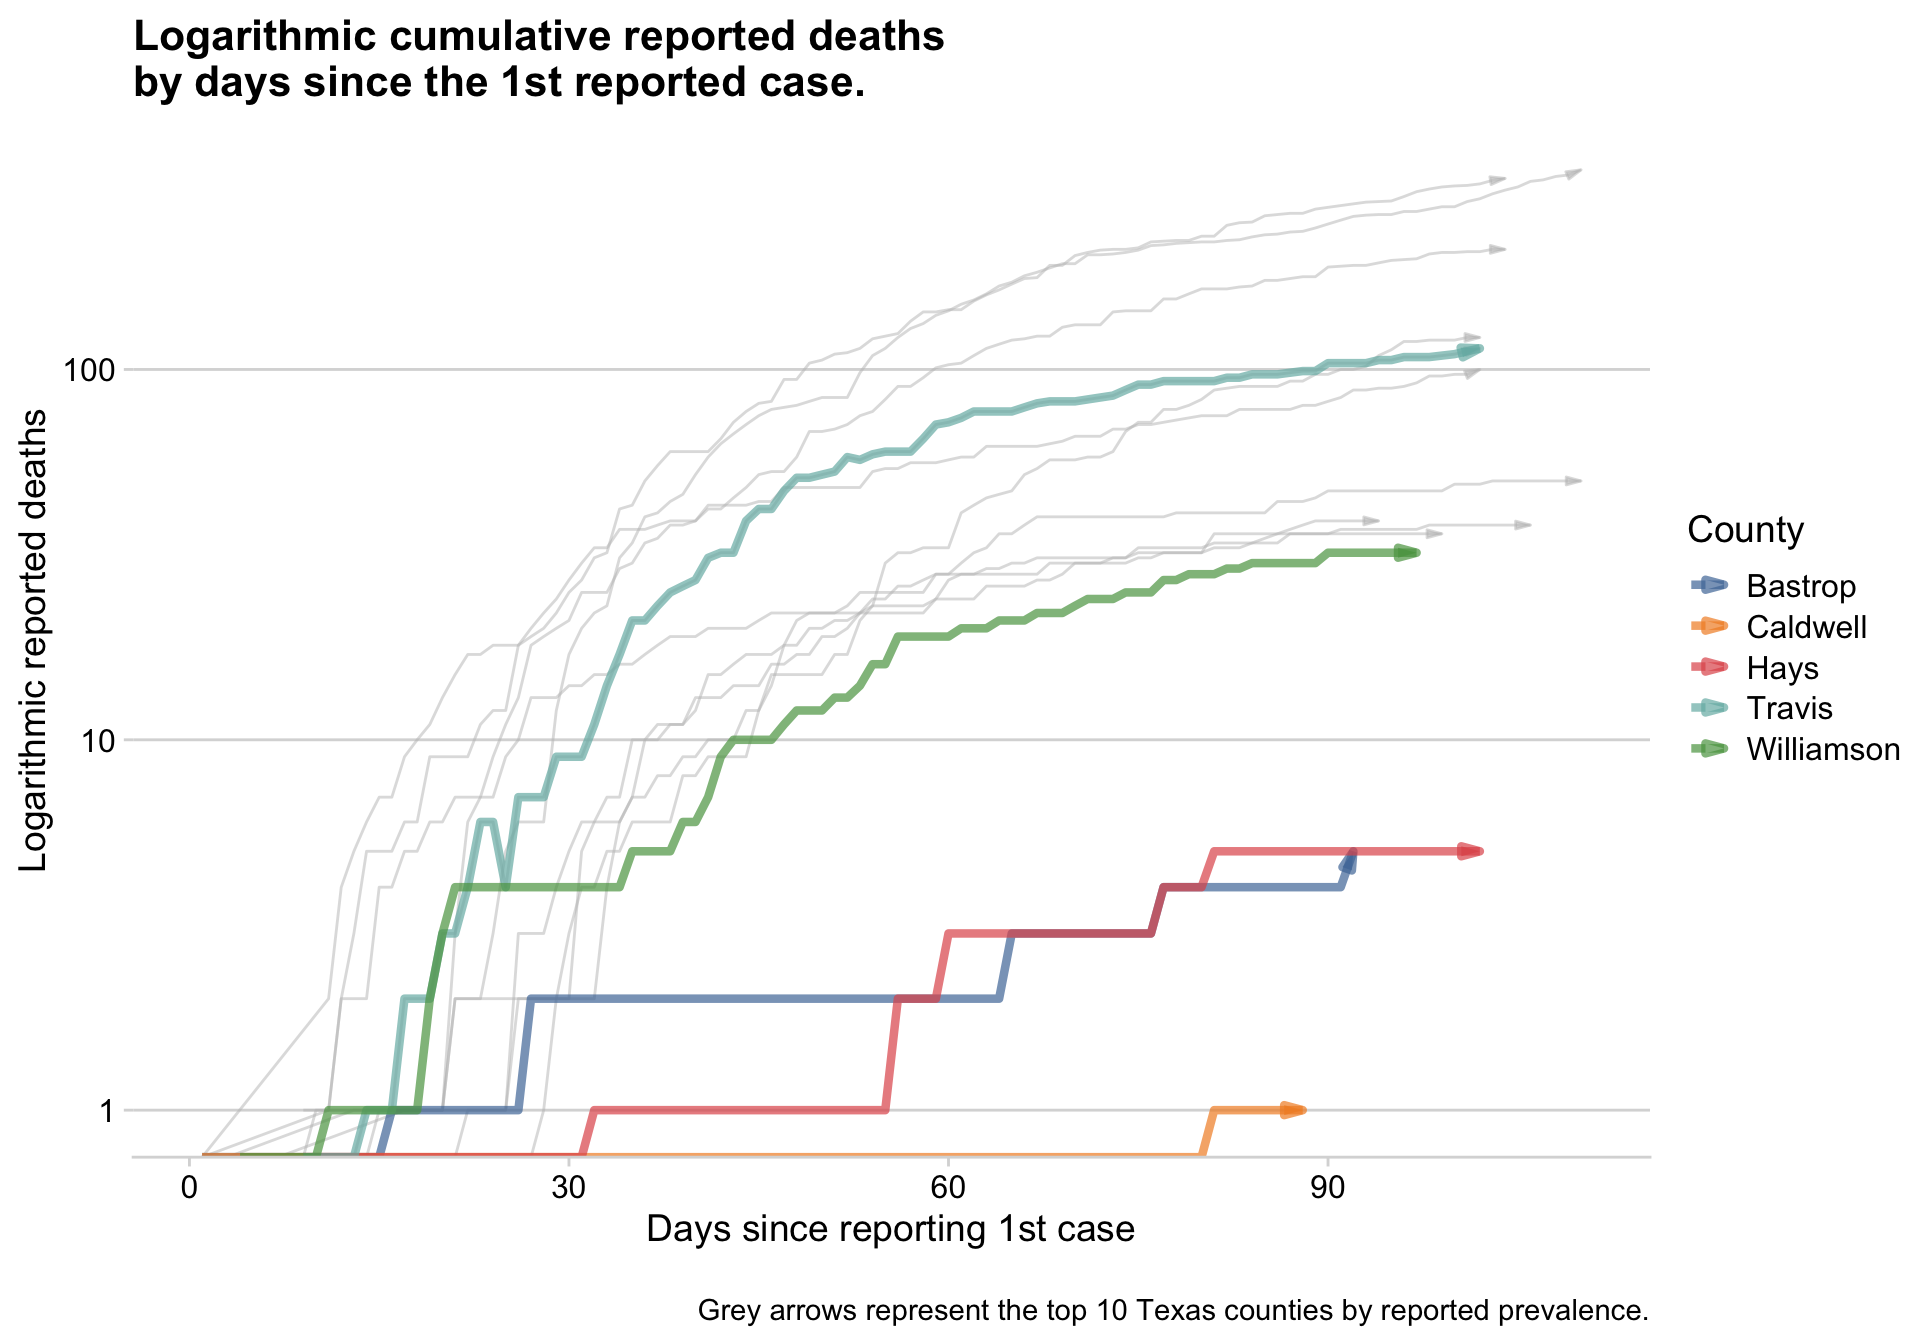 Logarithmic cumulative reported deaths
by days since the 1st reported case.
Logarithmic reported deaths
100
10
1
0
30
60
90
Days since reporting 1st case
County
Bastrop
Caldwell
Hays
Travis
Williamson
Grey arrows represent the top 10 Texas counties by reported prevalence.